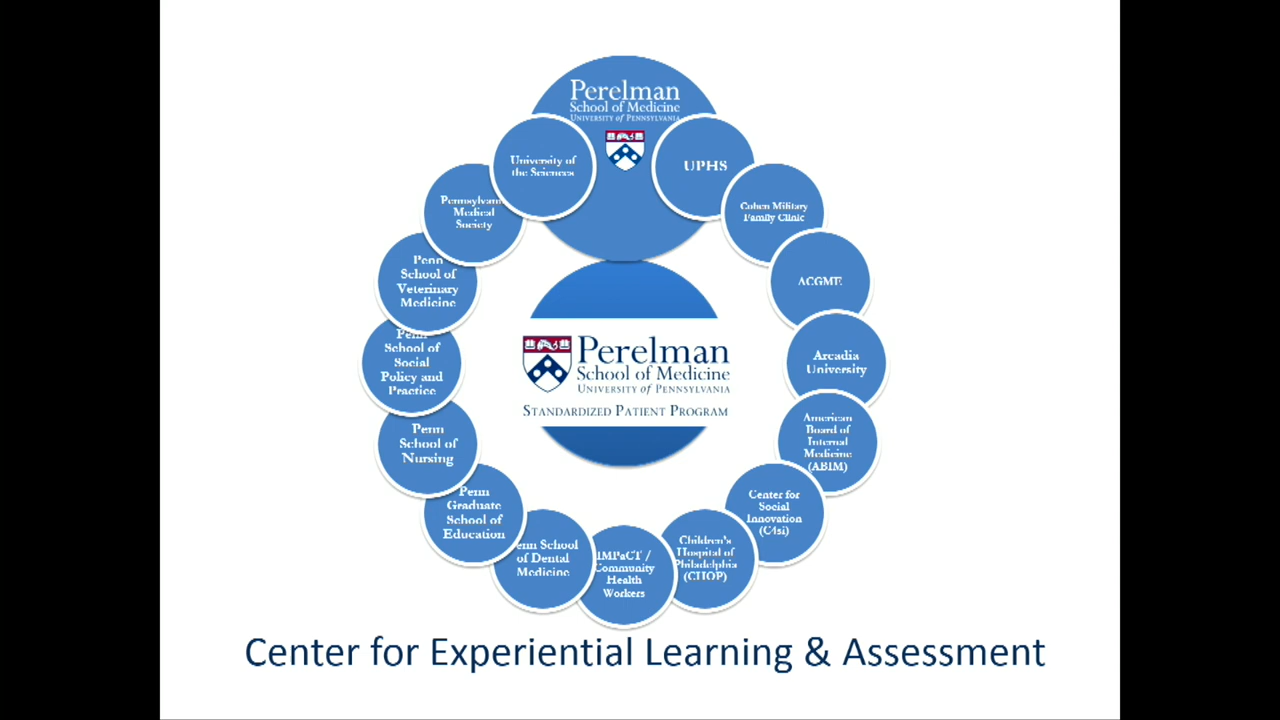 Perelman
School of Medicine
UNIVERSITY of PENNSYLVANIA
University of
the Sciences
UPHS
Cohen Military
Family Clinic
ACGME
Arcadia
University
American
Board of
Internal
Medicine
(ABIM)
Center for
Social
Innovation
(C4si)
Children's
Hospital of
Philadelphia
(CHOP)
IMPaCT /
Community
Health
Workers
Penn School
of Dental
Medicine
Penn
Graduate
School of
Education
Penn
School of
Nursing
Penn
School of
Social
Policy and
Practice
Penn
School of
Veterinary
Medicine
Pennsylvania
Medical
Society
Perelman
School of Medicine
UNIVERSITY of PENNSYLVANIA
STANDARDIZED PATIENT PROGRAM
Center for Experiential Learning & Assessment